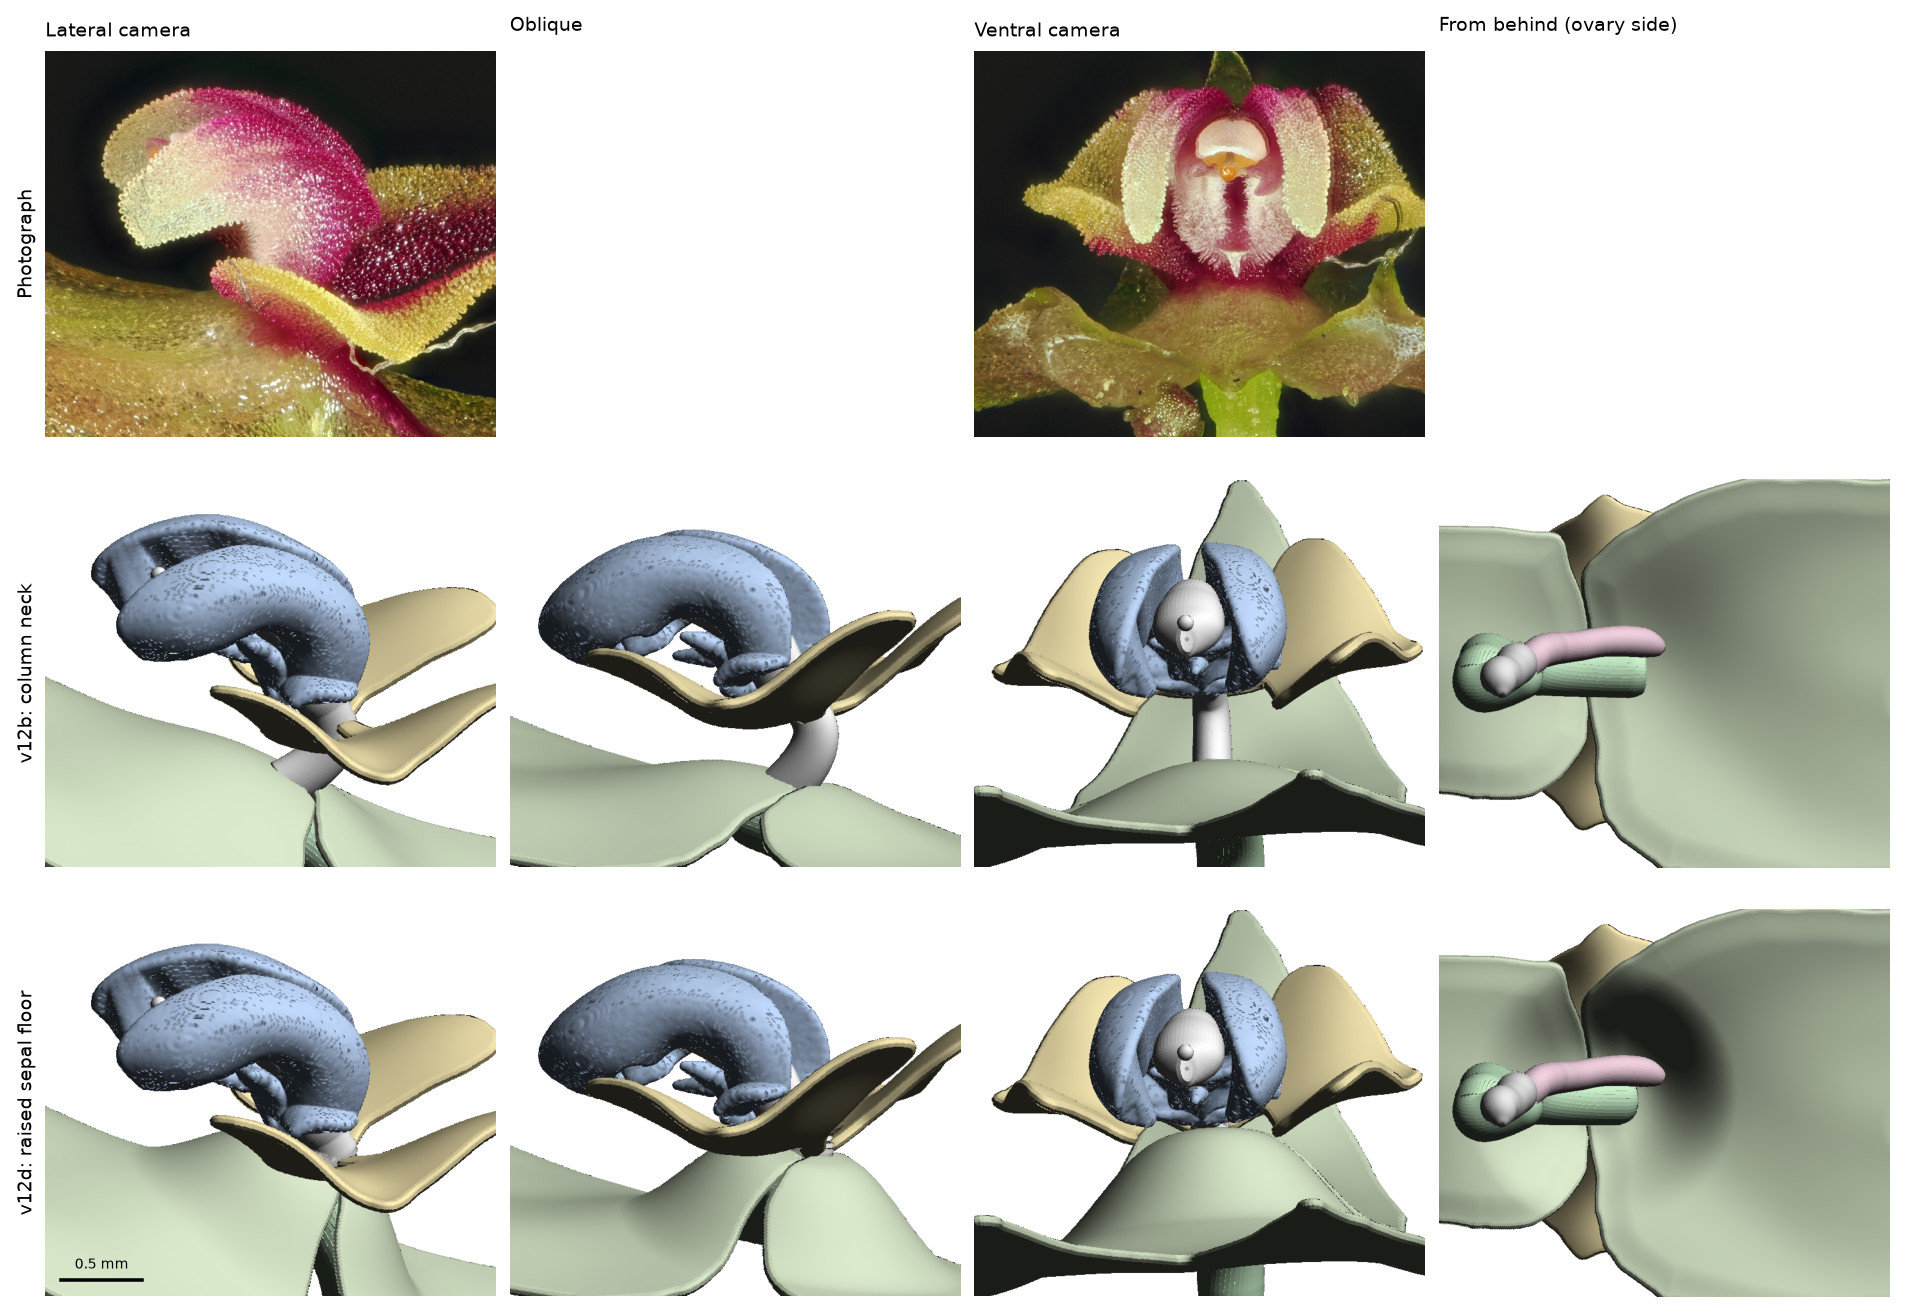 Lateral camera
Oblique
Ventral camera
From behind (ovary side)
Photograph
v12b: column neck
v12d: raised sepal floor
0.5 mm